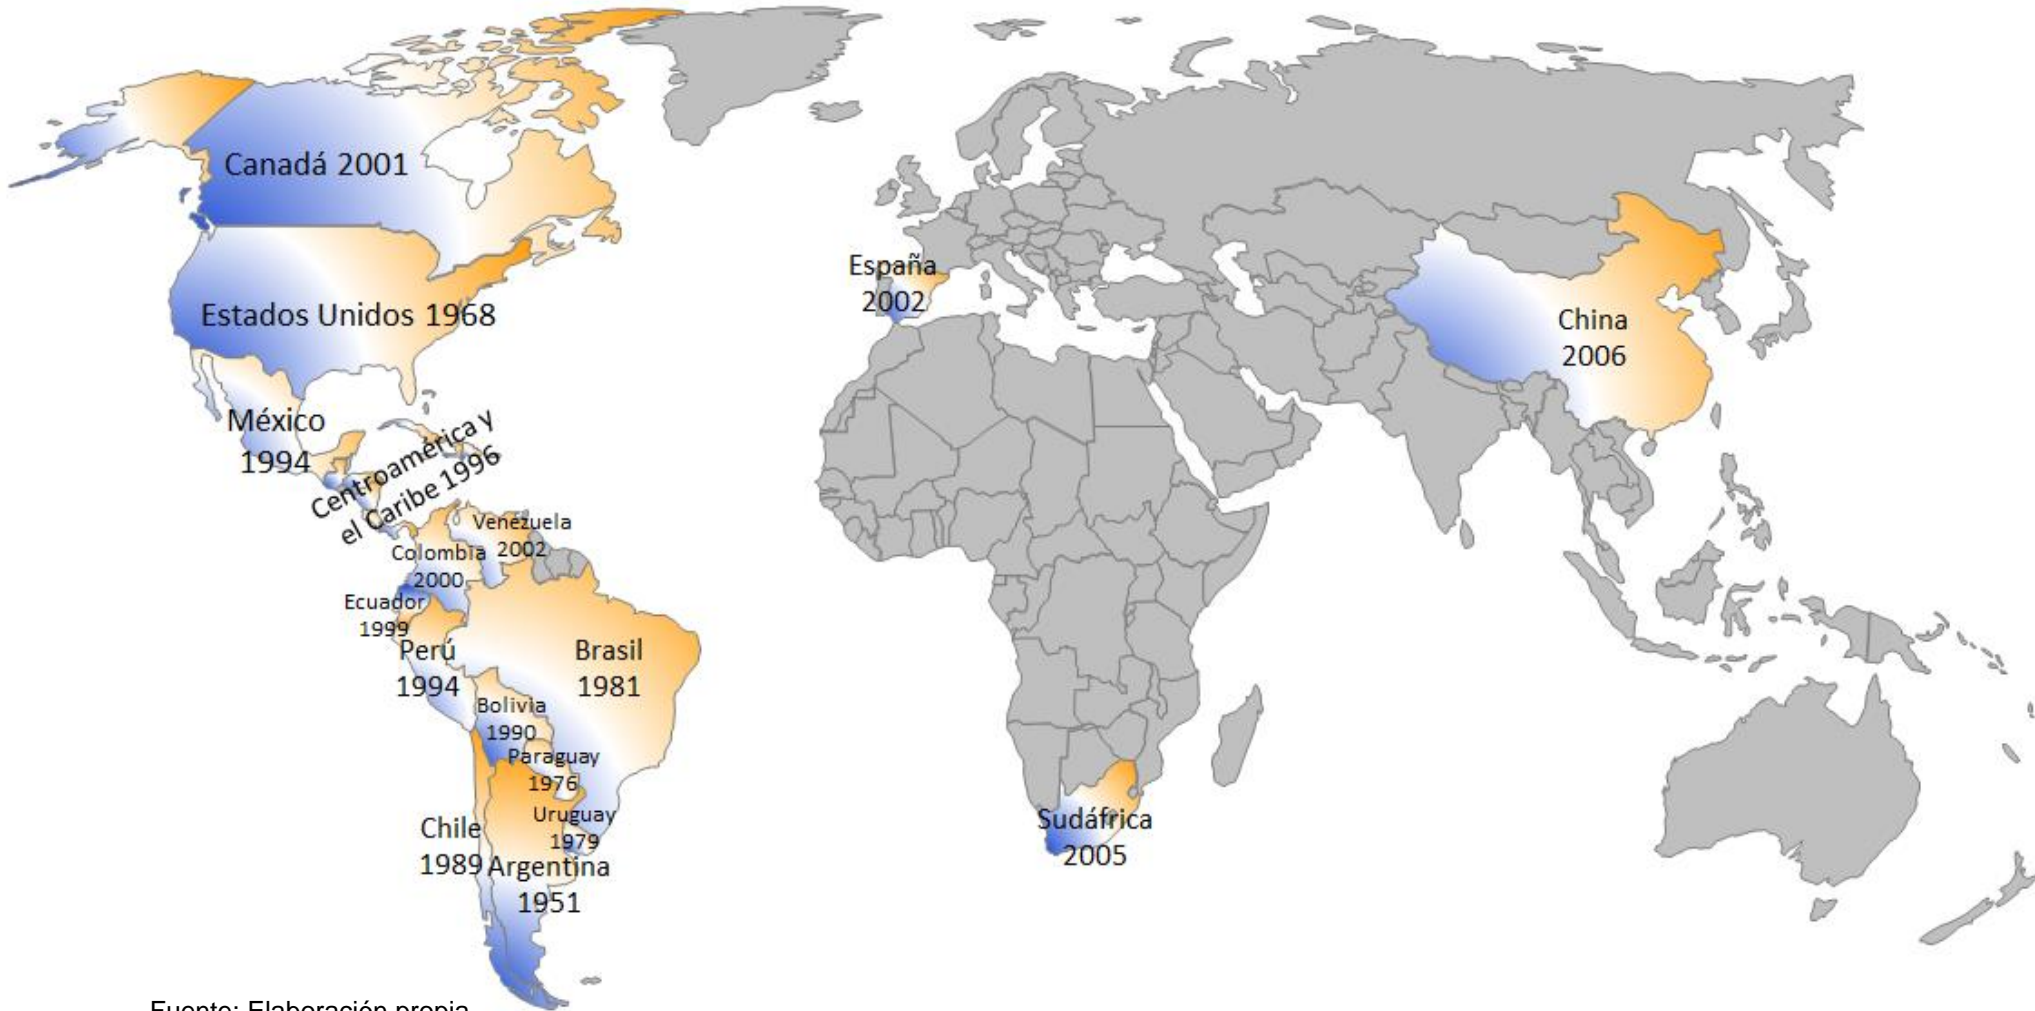 Canadá 2001
Estados Unidos 1968
México
1994
Centroamérica y
el Caribe 1996
Venezuela
2002
Colombia
2000
Ecuador
1999
Perú
1994
Brasil
1981
Bolivia
1990
Paraguay
1976
Uruguay
1979
Chile
1989
Argentina
1951
España
2002
China
2006
Sudáfrica
2005
Fuente: Elaboración propia